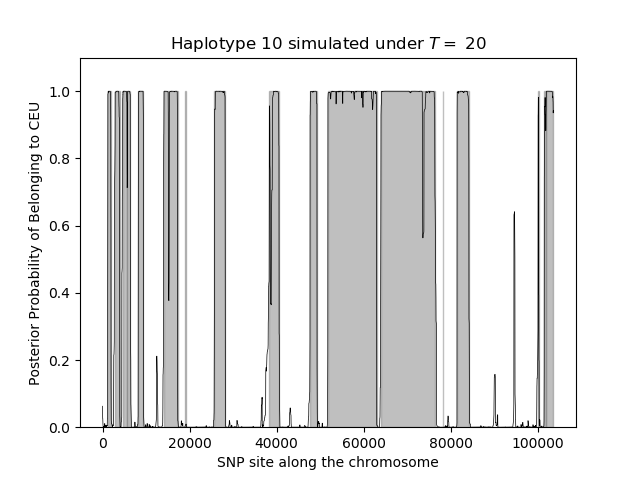 Haplotype 10 simulated under T = 20
Posterior Probability of Belonging to CEU
1.0
0.8
0.6
0.4
0.2
0.0
0 20000 40000 60000 80000 100000
SNP site along the chromosome